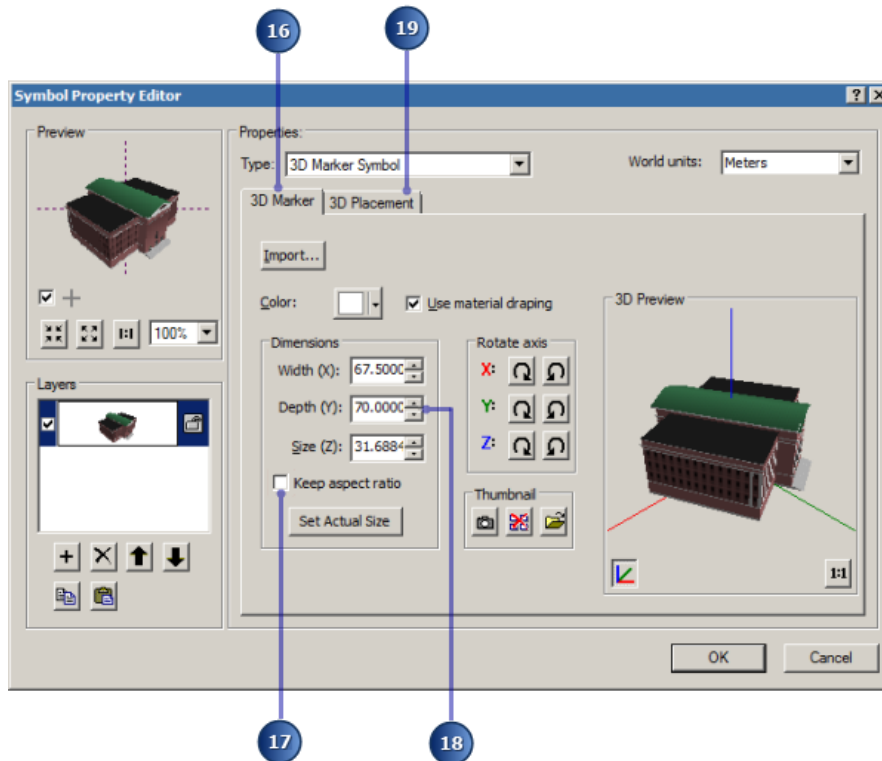 16
19
Symbol Property Editor
Preview
100%
Layers
Properties:
Type: 3D Marker Symbol
World units: Meters
3D Marker
3D Placement
Import...
Color:
Use material draping
Dimensions
Width (X): 67.5000
Depth (Y): 70.0000
Size (Z): 31.6884
Keep aspect ratio
Set Actual Size
Rotate axis
X:
Y:
Z:
Thumbnail
3D Preview
1:1
1:1
OK
Cancel
17
18